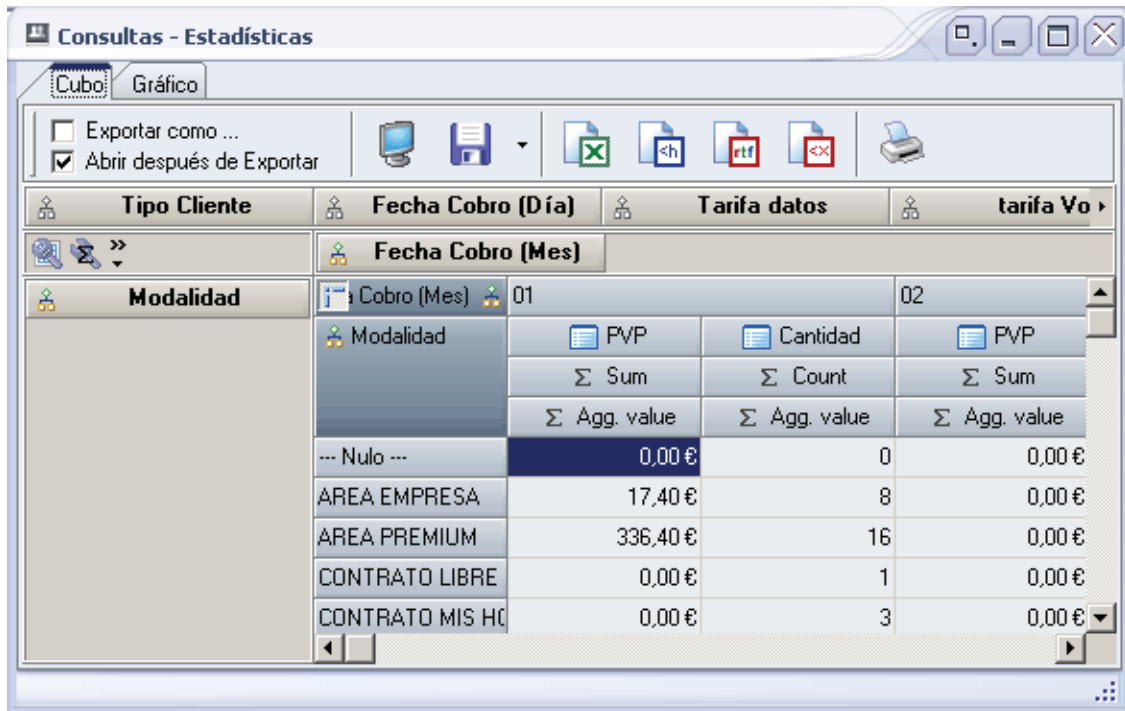 Consultas - Estadísticas
Cubo Gráfico
Exportar como ...
Abrir después de Exportar
<h rtf <x>
Tipo Cliente Fecha Cobro (Día) Tarifa datos tarifa Vo
Fecha Cobro (Mes)
Modalidad Cobro (Mes) 01 02
Modalidad PVP Cantidad PVP
Σ Sum Σ Count Σ Sum
Σ Agg. value Σ Agg. value Σ Agg. value
--- Nulo --- 0,00 € 0 0,00 €
AREA EMPRESA 17,40 € 8 0,00 €
AREA PREMIUM 336,40 € 16 0,00 €
CONTRATO LIBRE 0,00 € 1 0,00 €
CONTRATO MIS HO 0,00 € 3 0,00 €